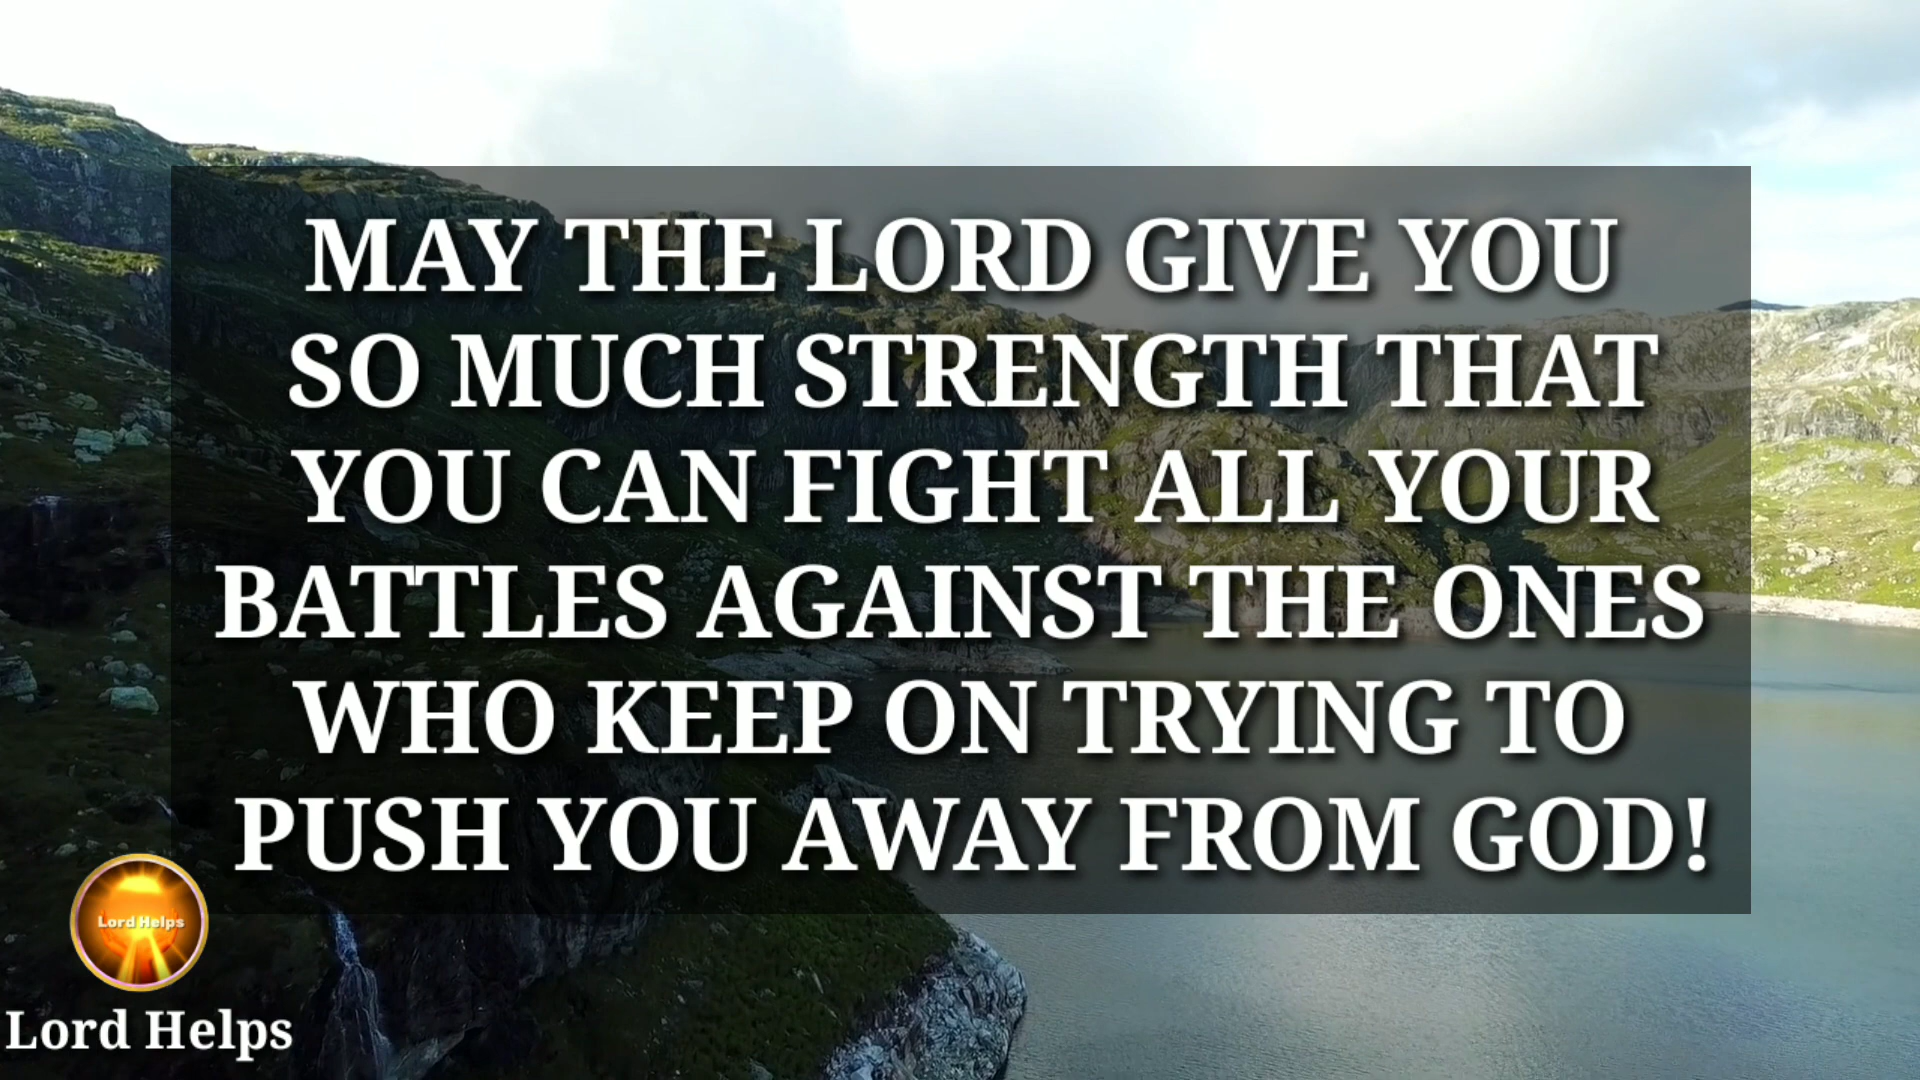 MAY THE LORD GIVE YOU
SO MUCH STRENGTH THAT
YOU CAN FIGHT ALL YOUR
BATTLES AGAINST THE ONES
WHO KEEP ON TRYING TO
PUSH YOU AWAY FROM GOD!
Lord Helps
Lord Helps